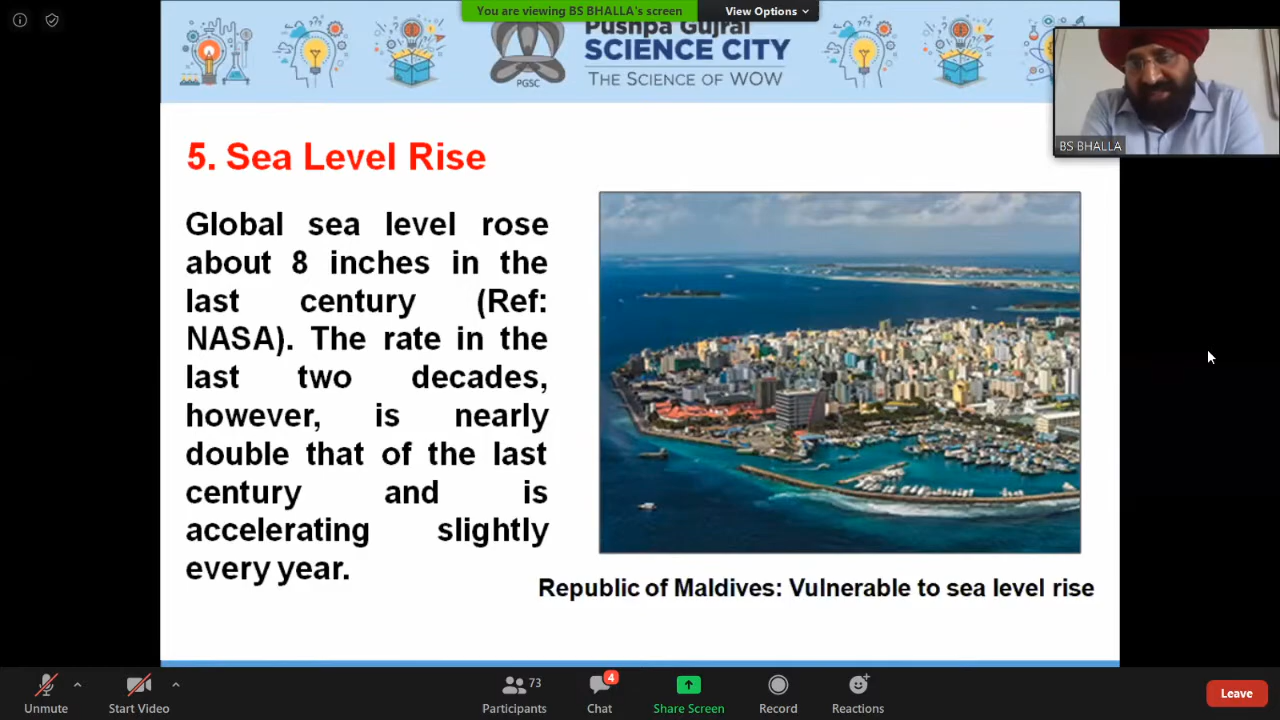 You are viewing BS BHALLA's screen
View Options
Pushpa Gujral
SCIENCE CITY
THE SCIENCE OF WOW
PGSC
BS BHALLA
5. Sea Level Rise
Global sea level rose
about 8 inches in the
last century (Ref:
NASA). The rate in the
last two decades,
however, is nearly
double that of the last
century and is
accelerating slightly
every year.
Republic of Maldives: Vulnerable to sea level rise
Unmute
Start Video
Participants
73
Chat
4
Share Screen
Record
Reactions
Leave